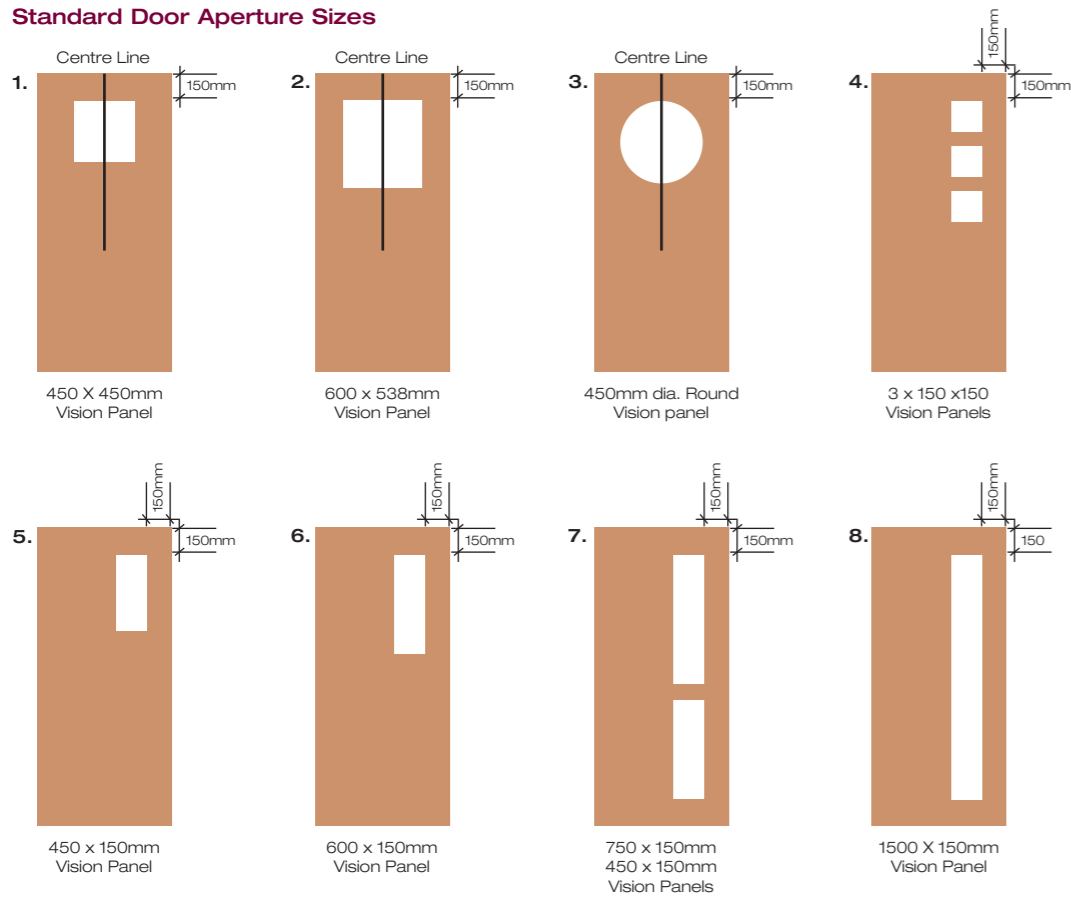 Standard Door Aperture Sizes
150mm
Centre Line
Centre Line
Centre Line
1.
150mm
2.
150mm
3.
150mm
4.
150mm
450 X 450mm
Vision Panel
600 x 538mm
Vision Panel
450mm dia. Round
Vision panel
3 x 150 x150
Vision Panels
150mm
150mm
150mm
150mm
5.
150mm
6.
150mm
7.
150mm
8.
150
450 x 150mm
Vision Panel
600 x 150mm
Vision Panel
750 x 150mm
450 x 150mm
Vision Panels
1500 X 150mm
Vision Panel